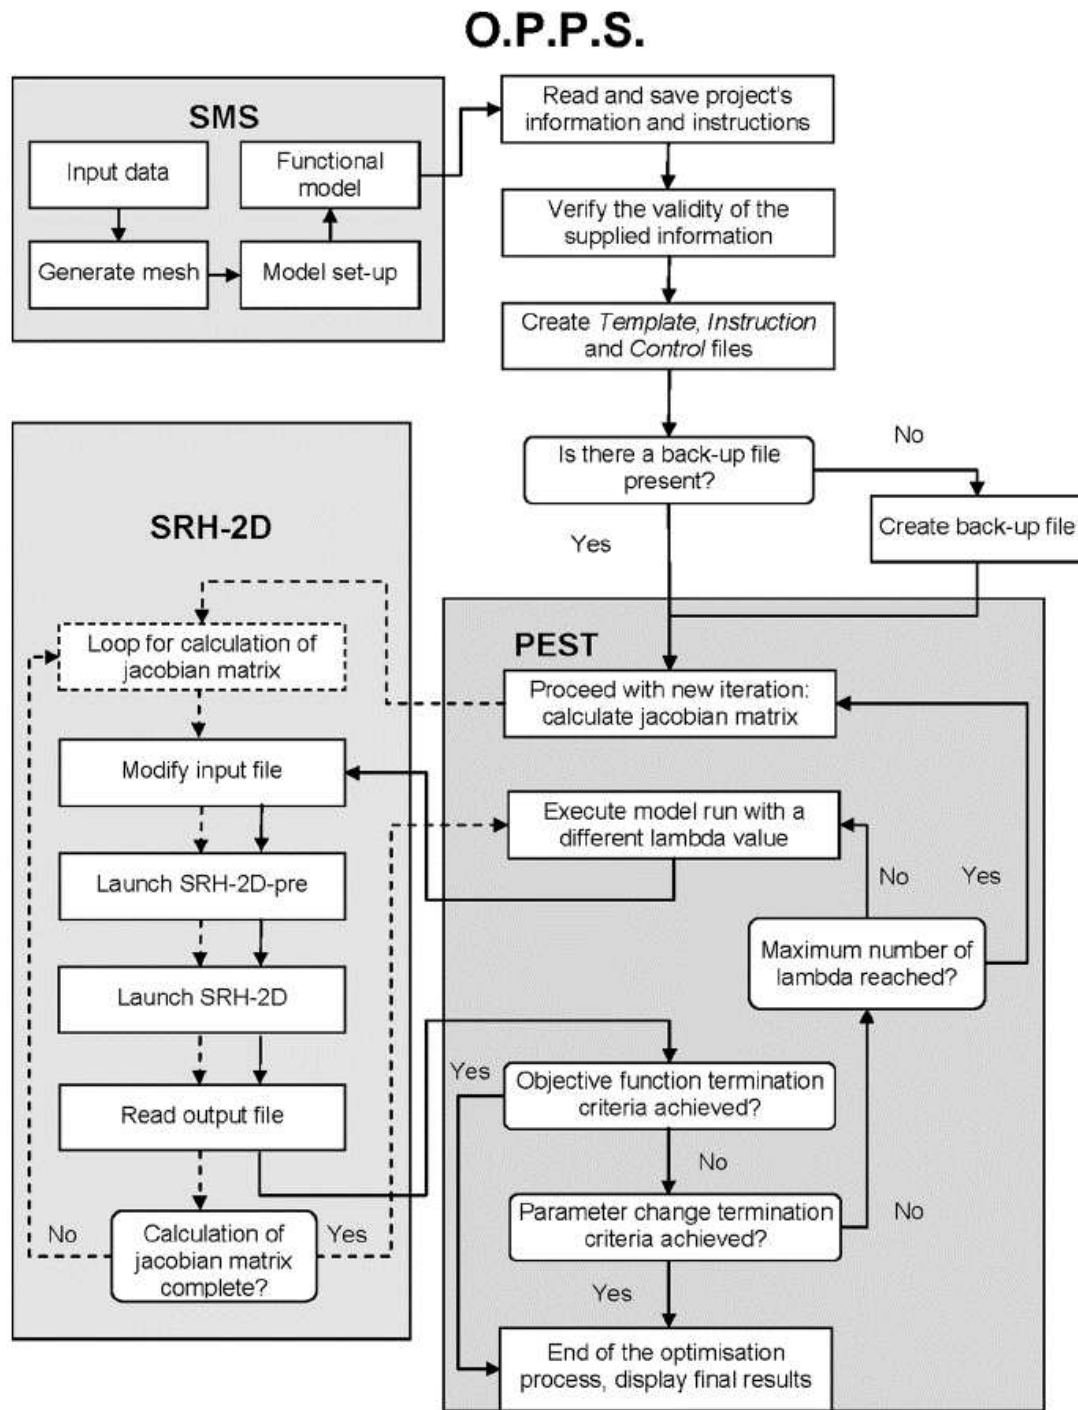 O.P.P.S.
SMS
Input data
Generate mesh
Model set-up
Functional
model
Read and save project's
information and instructions
Verify the validity of the
supplied information
Create Template, Instruction
and Control files
Is there a back-up file
present?
No
Yes
Create back-up file
SRH-2D
Loop for calculation of
jacobian matrix
Modify input file
Launch SRH-2D-pre
Launch SRH-2D
Read output file
No
Calculation of
jacobian matrix
complete?
Yes
PEST
Proceed with new iteration:
calculate jacobian matrix
Execute model run with a
different lambda value
No
Yes
Maximum number of
lambda reached?
Yes
Objective function termination
criteria achieved?
No
Parameter change termination
criteria achieved?
No
Yes
End of the optimisation
process, display final results